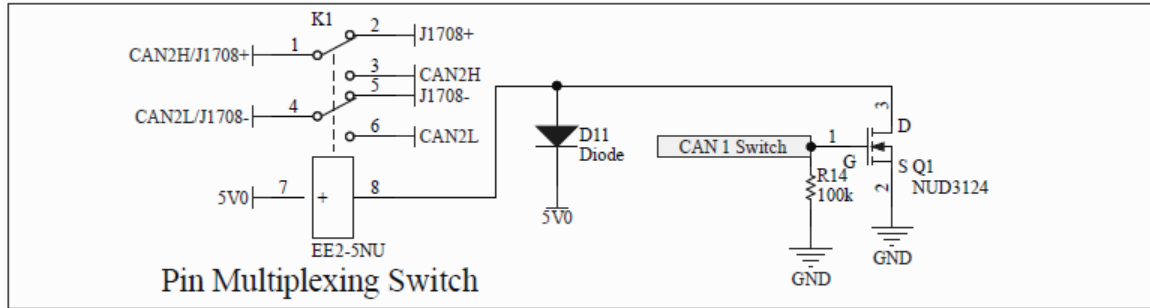 K1
2
J1708+
1
CAN2H/J1708+
3
CAN2H
5
J1708-
4
CAN2L/J1708-
6
CAN2L
3
D
D11
Diode
CAN 1 Switch
1
G
S Q1
NUD3124
R14
100k
2
5V0
7
+
8
5V0
EE2-5NU
GND
GND
Pin Multiplexing Switch